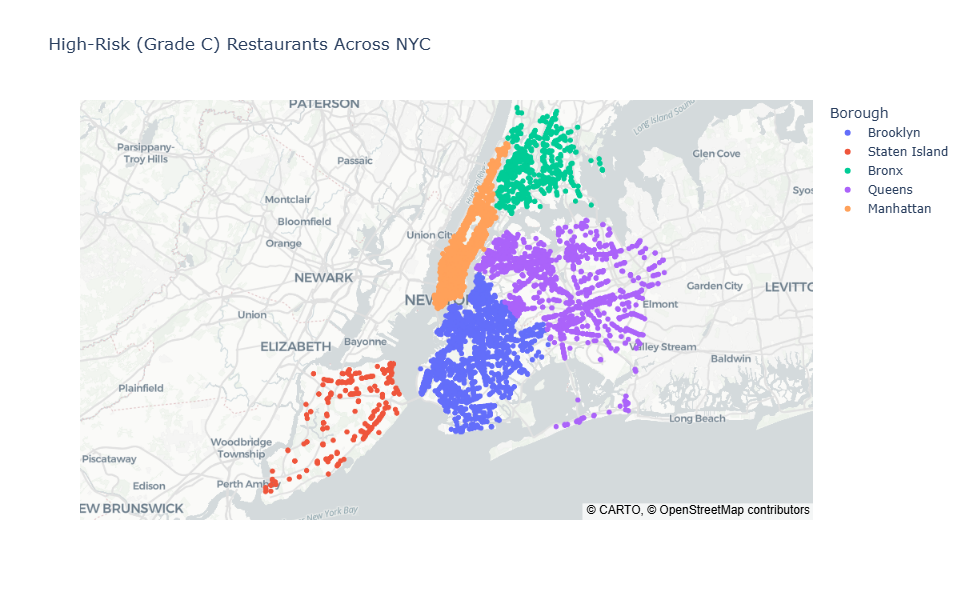 High-Risk (Grade C) Restaurants Across NYC
Borough
Brooklyn
Staten Island
Bronx
Queens
Manhattan
PATERSON
Long Island Sound
Parsippany-
Troy Hills
Passaic
Glen Cove
Syos
Montclair
Bloomfield
Union City
Orange
NEWARK
Garden City
LEVITTO
NEW YORK
Elmont
Union
ELIZABETH
Bayonne
Valley Stream
Baldwin
Plainfield
Long Beach
Woodbridge
Township
Piscataway
Perth Amboy
Edison
EW BRUNSWICK
New York Bay
© CARTO, © OpenStreetMap contributors